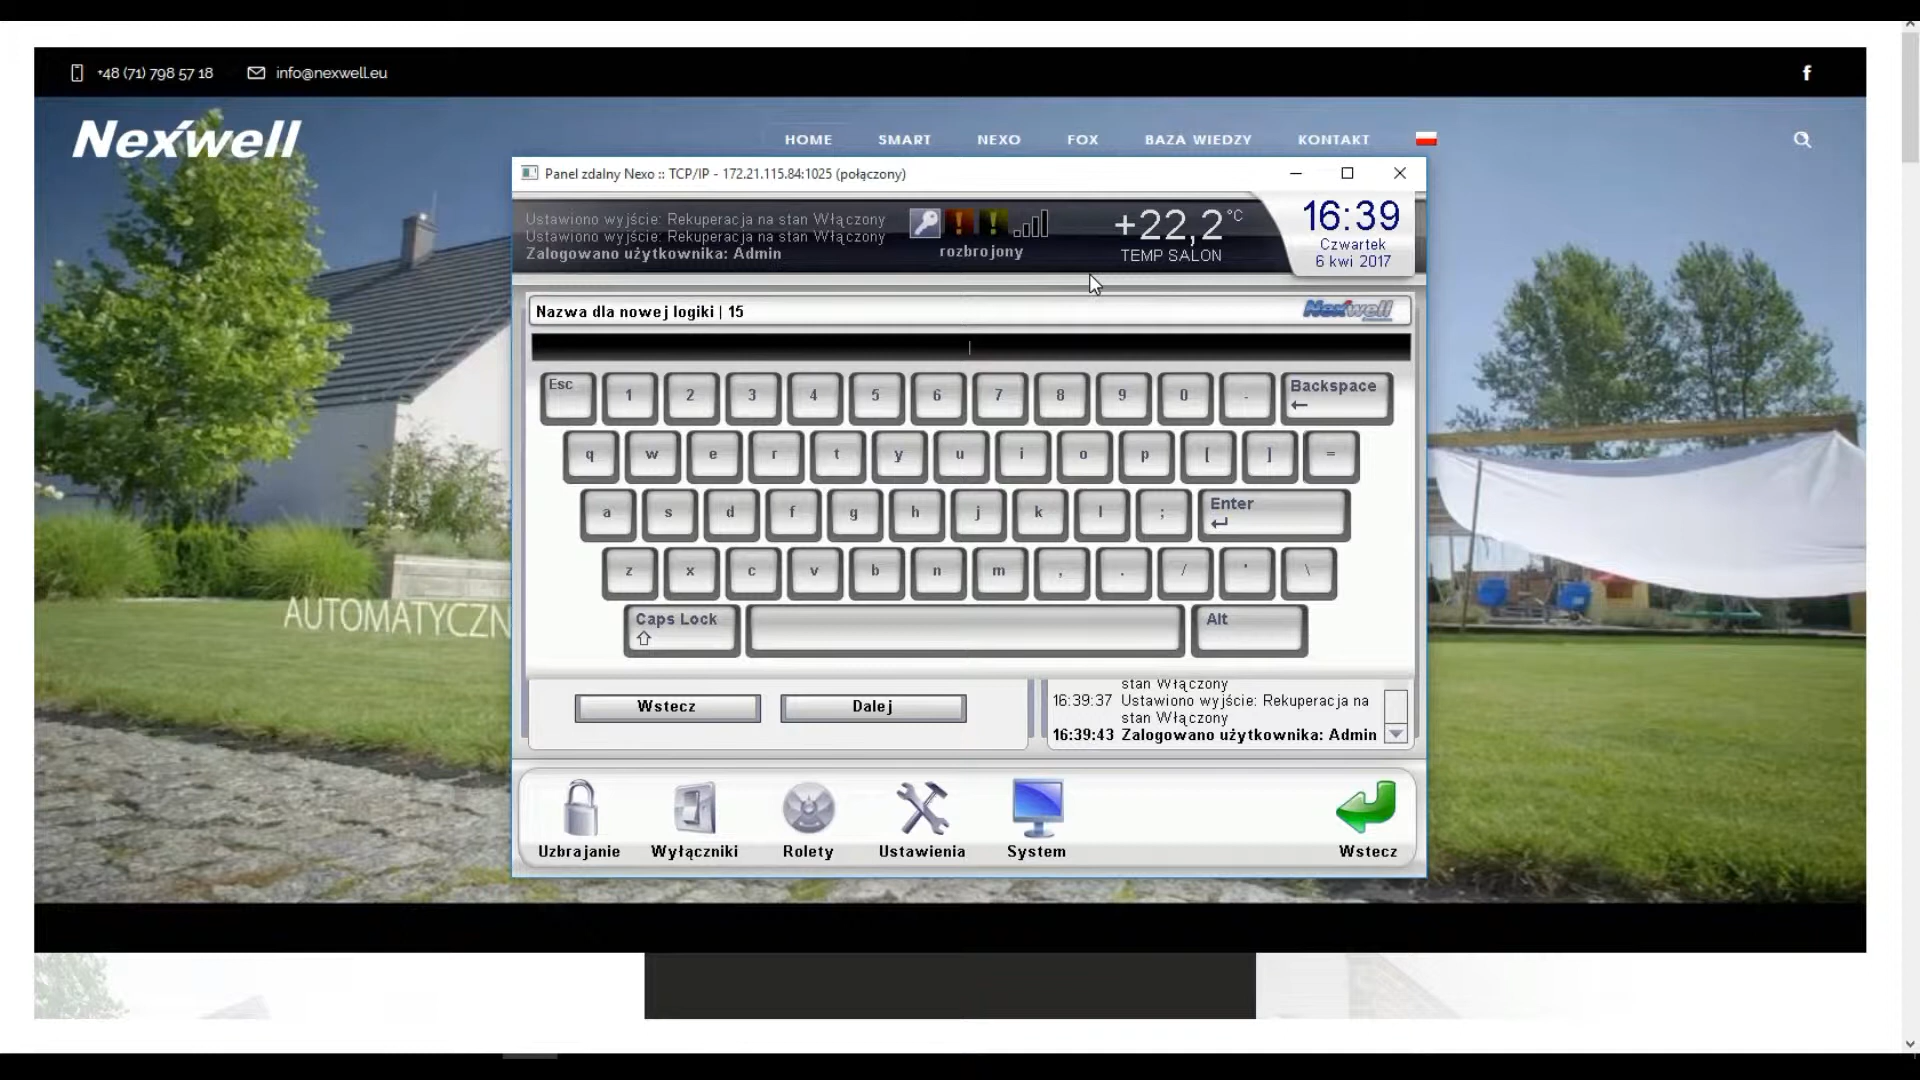 +48 (71) 798 57 18 info@nexwell.eu f
Nexwell
HOME SMART NEXO FOX BAZA WIEDZY KONTAKT
Panel zdalny Nexo :: TCP/IP - 172.21.115.84:1025 (połączony)
Ustawiono wyjście: Rekuperacja na stan Włączony
Ustawiono wyjście: Rekuperacja na stan Włączony
Zalogowano użytkownika: Admin
rozbrojony
+22,2°C
TEMP SALON
16:39
Czwartek
6 kwi 2017
Nazwa dla nowej logiki | 15
Nexwell
Esc 1 2 3 4 5 6 7 8 9 0 - Backspace
q w e r t y u i o p [ ] =
a s d f g h j k l ; Enter
z x c v b n m , . / ' \
Caps Lock Alt
AUTOMATYCZN
Wstecz Dalej
stan Włączony
16:39:37 Ustawiono wyjście: Rekuperacja na
stan Włączony
16:39:43 Zalogowano użytkownika: Admin
Uzbrajanie Wyłączniki Rolety Ustawienia System Wstecz